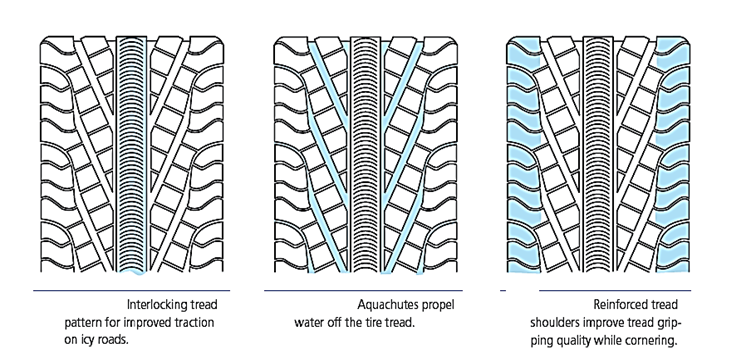 Interlocking tread
pattern for improved traction
on icy roads.
Aquachutes propel
water off the tire tread.
Reinforced tread
shoulders improve tread grip-
ping quality while cornering.